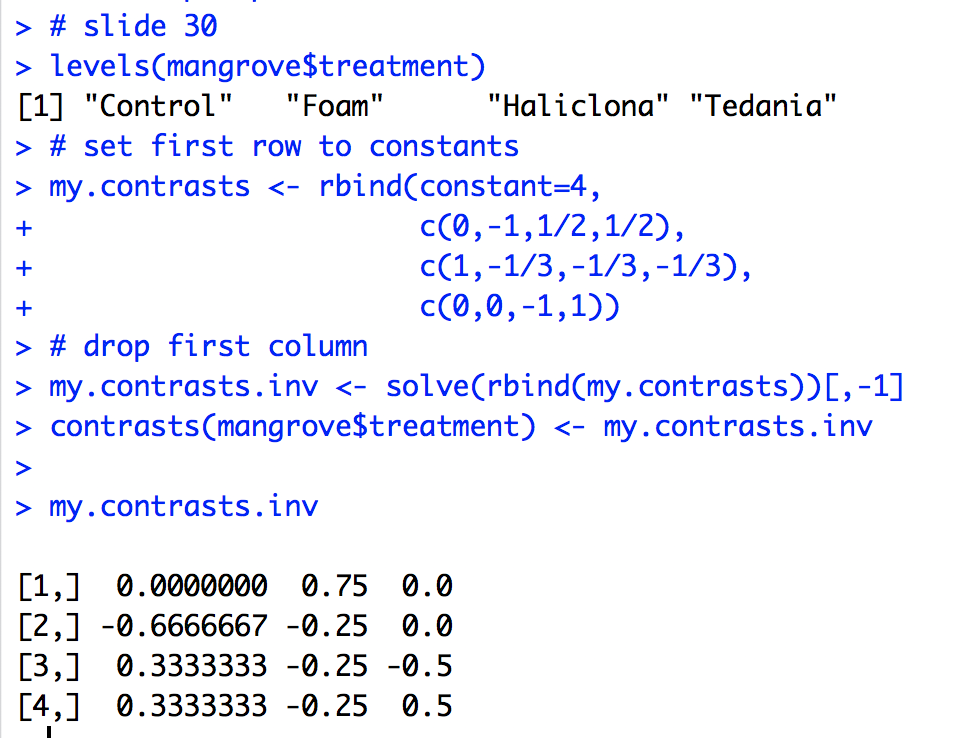 > # slide 30
> levels(mangrove$treatment)
[1] "Control"   "Foam"      "Haliclona" "Tedania"
> # set first row to constants
> my.contrasts <- rbind(constant=4,
+                       c(0,-1,1/2,1/2),
+                       c(1,-1/3,-1/3,-1/3),
+                       c(0,0,-1,1))
> # drop first column
> my.contrasts.inv <- solve(rbind(my.contrasts))[,-1]
> contrasts(mangrove$treatment) <- my.contrasts.inv
>
> my.contrasts.inv
[1,]  0.0000000  0.75  0.0
[2,] -0.6666667 -0.25  0.0
[3,]  0.3333333 -0.25 -0.5
[4,]  0.3333333 -0.25  0.5